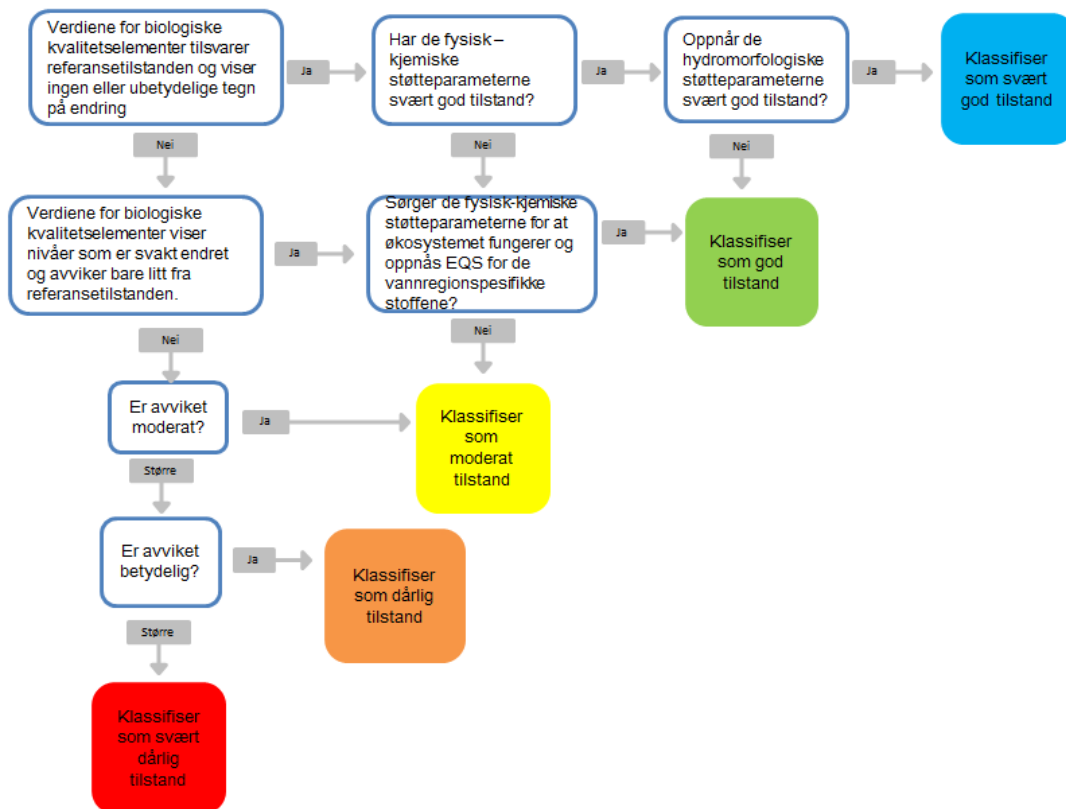 Verdiene for biologiske
kvalitetselementer tilsvarer
referansetilstanden og viser
ingen eller ubetydelige tegn
på endring
Ja
Har de fysisk –
kjemiske
støtteparameterne
svært god tilstand?
Ja
Oppnår de
hydromorfologiske
støtteparameterne
svært god tilstand?
Ja
Klassifiser
som svært
god tilstand
Nei
Nei
Nei
Verdiene for biologiske
kvalitetselementer viser
nivåer som er svakt endret
og avviker bare litt fra
referansetilstanden.
Ja
Sørger de fysisk-kjemiske
støtteparameterne for at
økosystemet fungerer og
oppnås EQS for de
vannregionspesifikke
stoffene?
Ja
Klassifiser
som god
tilstand
Nei
Nei
Er avviket
moderat?
Ja
Klassifiser
som
moderat
tilstand
Større
Er avviket
betydelig?
Ja
Klassifiser
som dårlig
tilstand
Større
Klassifiser
som svært
dårlig
tilstand